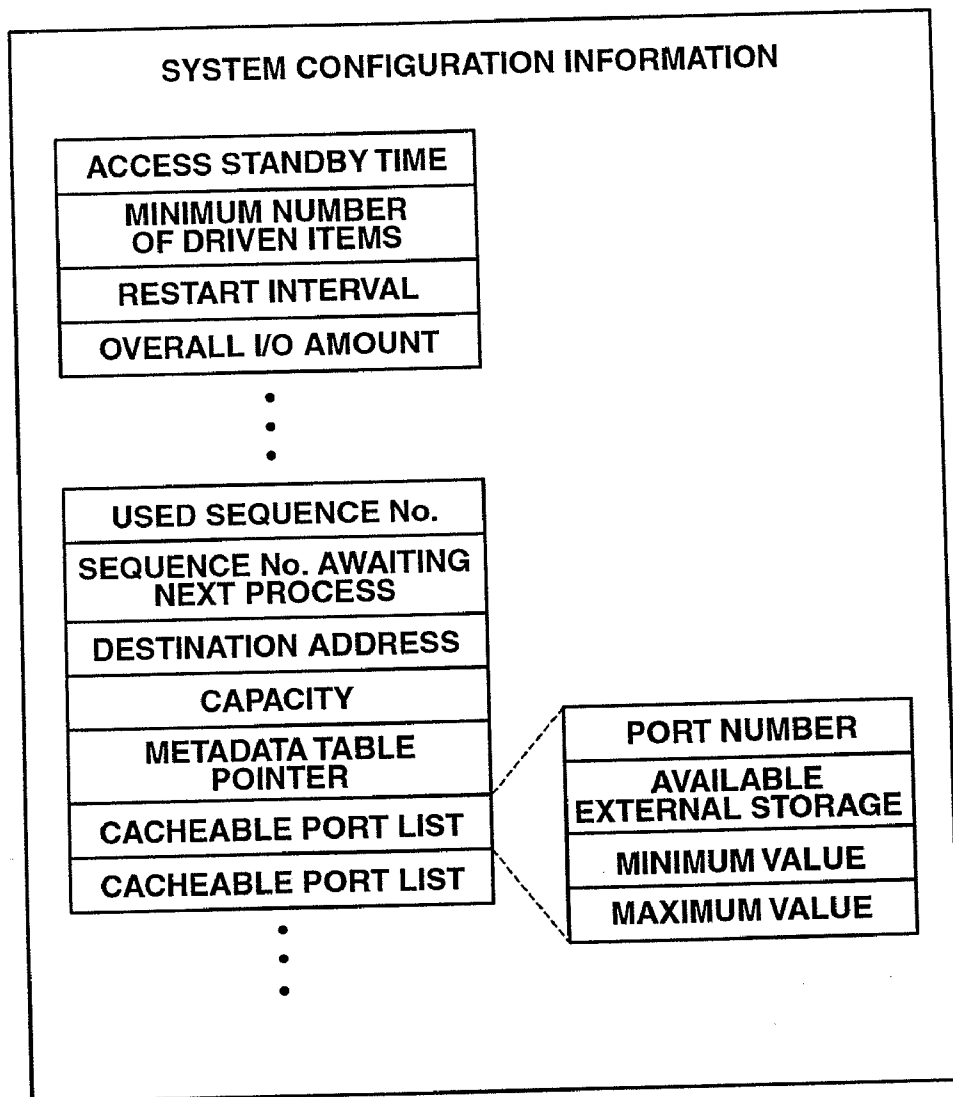 SYSTEM CONFIGURATION INFORMATION
ACCESS STANDBY TIME
MINIMUM NUMBER
OF DRIVEN ITEMS
RESTART INTERVAL
OVERALL I/O AMOUNT
USED SEQUENCE No.
SEQUENCE No. AWAITING
NEXT PROCESS
DESTINATION ADDRESS
CAPACITY
METADATA TABLE
POINTER
CACHEABLE PORT LIST
CACHEABLE PORT LIST
PORT NUMBER
AVAILABLE
EXTERNAL STORAGE
MINIMUM VALUE
MAXIMUM VALUE